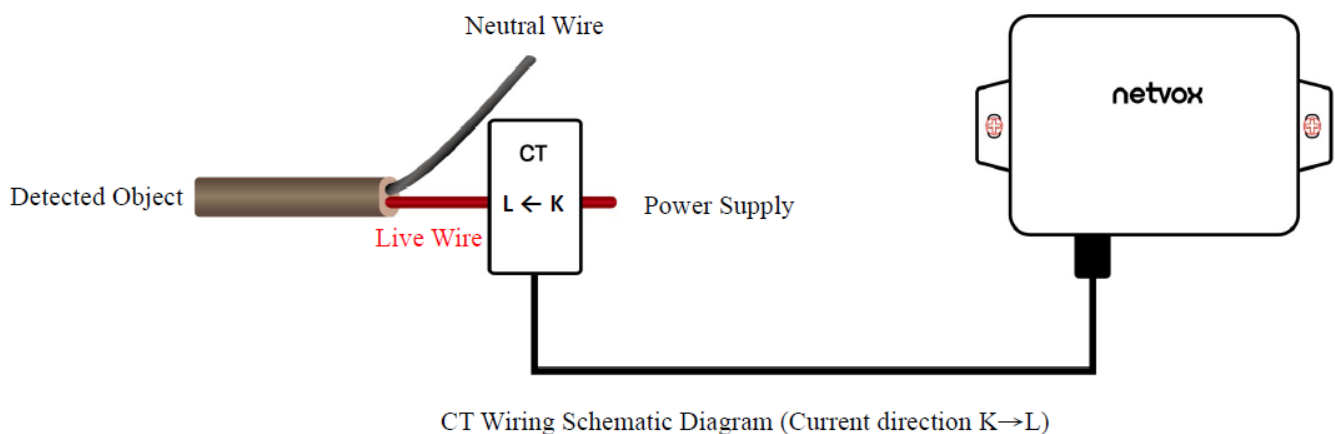 Neutral Wire
netvox
CT
Detected Object
L ← K
Power Supply
Live Wire
CT Wiring Schematic Diagram (Current direction K→L)